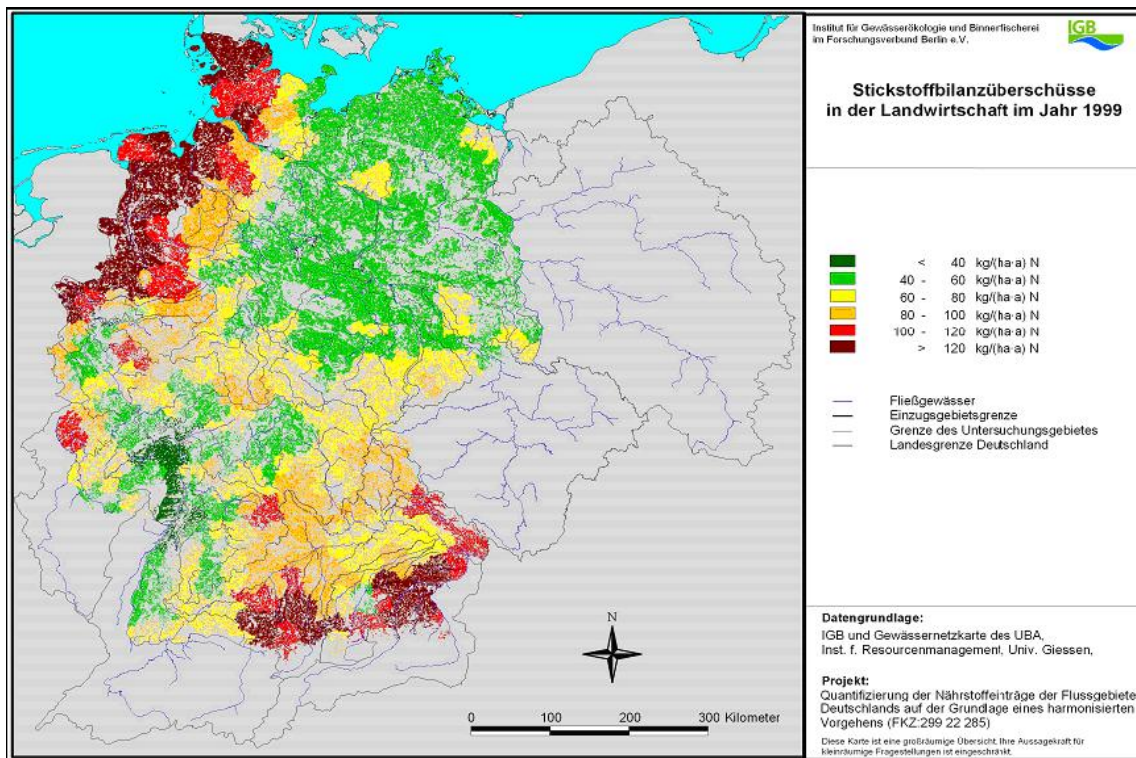 Institut für Gewässerökologie und Binnerfischerei
im Forschungsverbund Berlin e.V.
IGB
Stickstoffbilanzüberschüsse
in der Landwirtschaft im Jahr 1999
< 40 kg/(ha·a) N
40 - 60 kg/(ha·a) N
60 - 80 kg/(ha·a) N
80 - 100 kg/(ha·a) N
100 - 120 kg/(ha·a) N
> 120 kg/(ha·a) N
Fließgewässer
Einzugsgebietsgrenze
Grenze des Untersuchungsgebietes
Landesgrenze Deutschland
N
0 100 200 300 Kilometer
Datengrundlage:
IGB und Gewässernetzkarte des UBA,
Inst. f. Resourcenmanagement, Univ. Giessen,
Projekt:
Quantifizierung der Nährstoffeinträge der Flussgebiete
Deutschlands auf der Grundlage eines harmonisierten
Vorgehens (FKZ:299 22 285)
Diese Karte ist eine großräumige Übersicht. Ihre Aussagekraft für
kleinräumige Fragestellungen ist eingeschränkt.